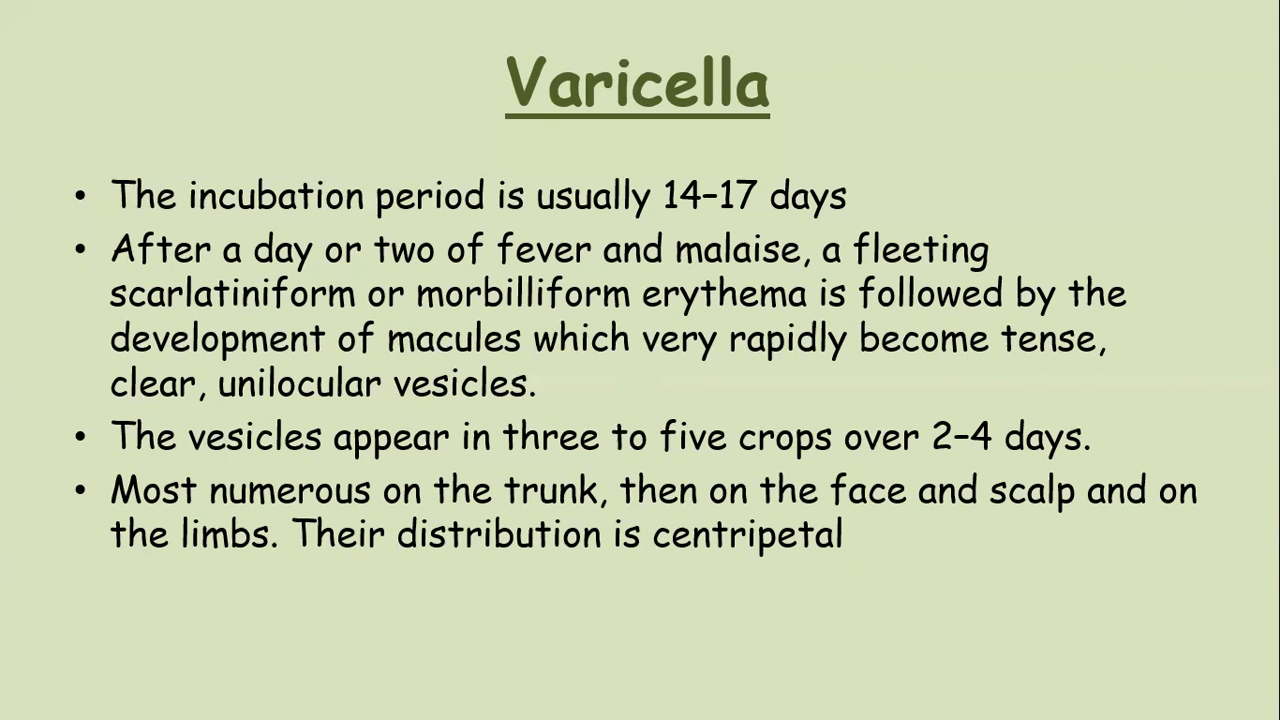 Varicella
• The incubation period is usually 14–17 days
• After a day or two of fever and malaise, a fleeting
scarlatiniform or morbilliform erythema is followed by the
development of macules which very rapidly become tense,
clear, unilocular vesicles.
• The vesicles appear in three to five crops over 2–4 days.
• Most numerous on the trunk, then on the face and scalp and on
the limbs. Their distribution is centripetal